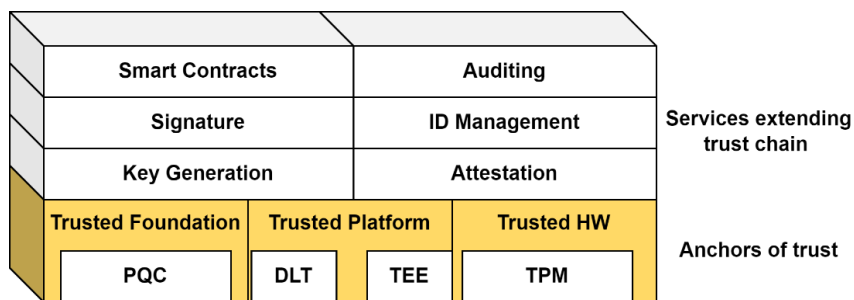 Smart Contracts
Auditing
Signature
ID Management
Services extending
trust chain
Key Generation
Attestation
Trusted Foundation
Trusted Platform
Trusted HW
Anchors of trust
PQC
DLT
TEE
TPM